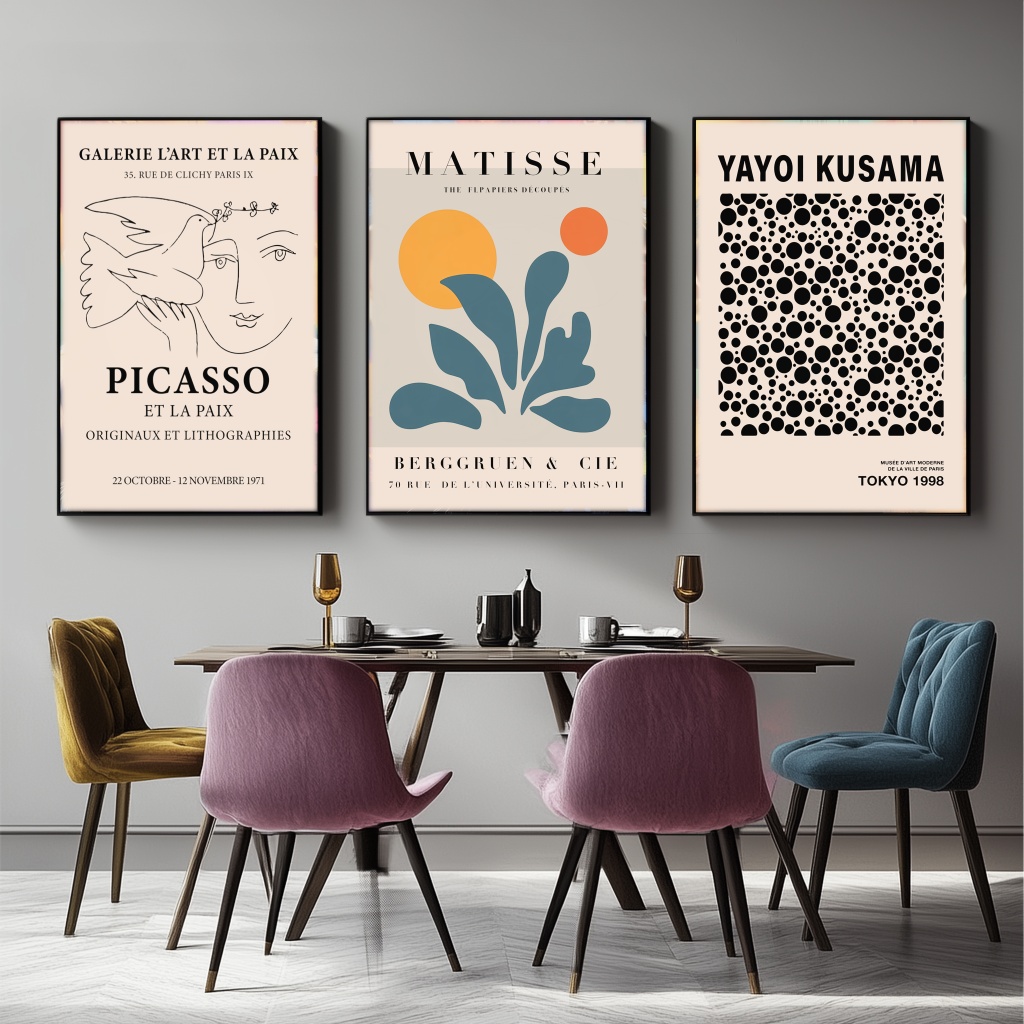 GALERIE L'ART ET LA PAIX
35. RUE DE CLICHY PARIS IX
PICASSO
ET LA PAIX
ORIGINAUX ET LITHOGRAPHIES
22 OCTOBRE - 12 NOVEMBRE 1971
MATISSE
THE FLPAPIERS DÉCOUPÉS
BERGGRUEN & CIE
70 RUE DE L'UNIVERSITÉ, PARIS-VII
YAYOI KUSAMA
MUSÉE D'ART MODERNE
DE LA VILLE DE PARIS
TOKYO 1998